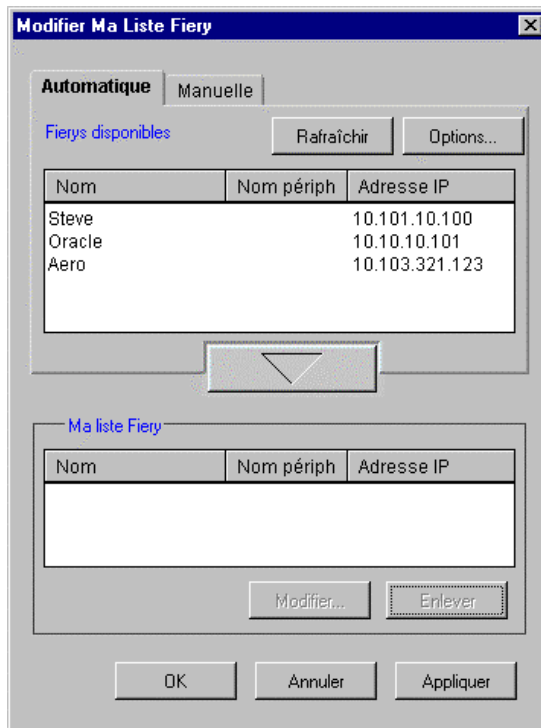 Modifier Ma Liste Fiery
Automatique Manuelle
Fierys disponibles Rafraîchir Options...
Nom Nom périph Adresse IP
Steve 10.101.10.100
Oracle 10.10.10.101
Aero 10.103.321.123
Ma liste Fiery
Nom Nom périph Adresse IP
Modifier... Enlever
OK Annuler Appliquer